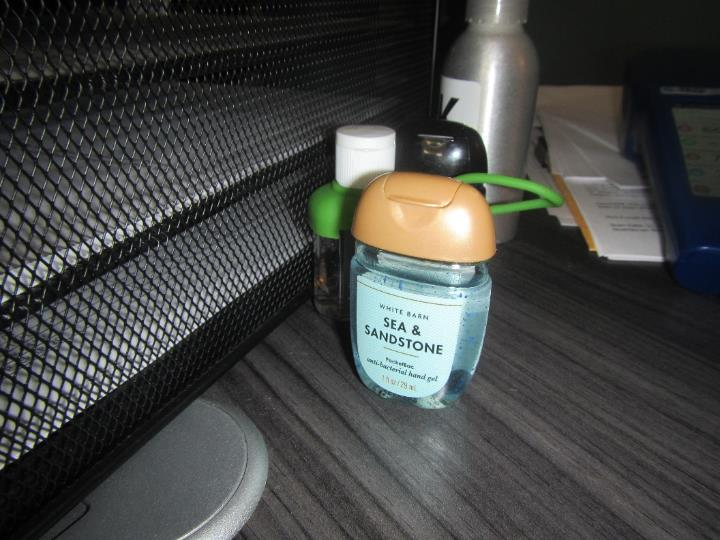 WHITE BARN
SEA &
SANDSTONE
PocketBac
anti-bacterial hand gel
1 fl oz / 29 mL
K